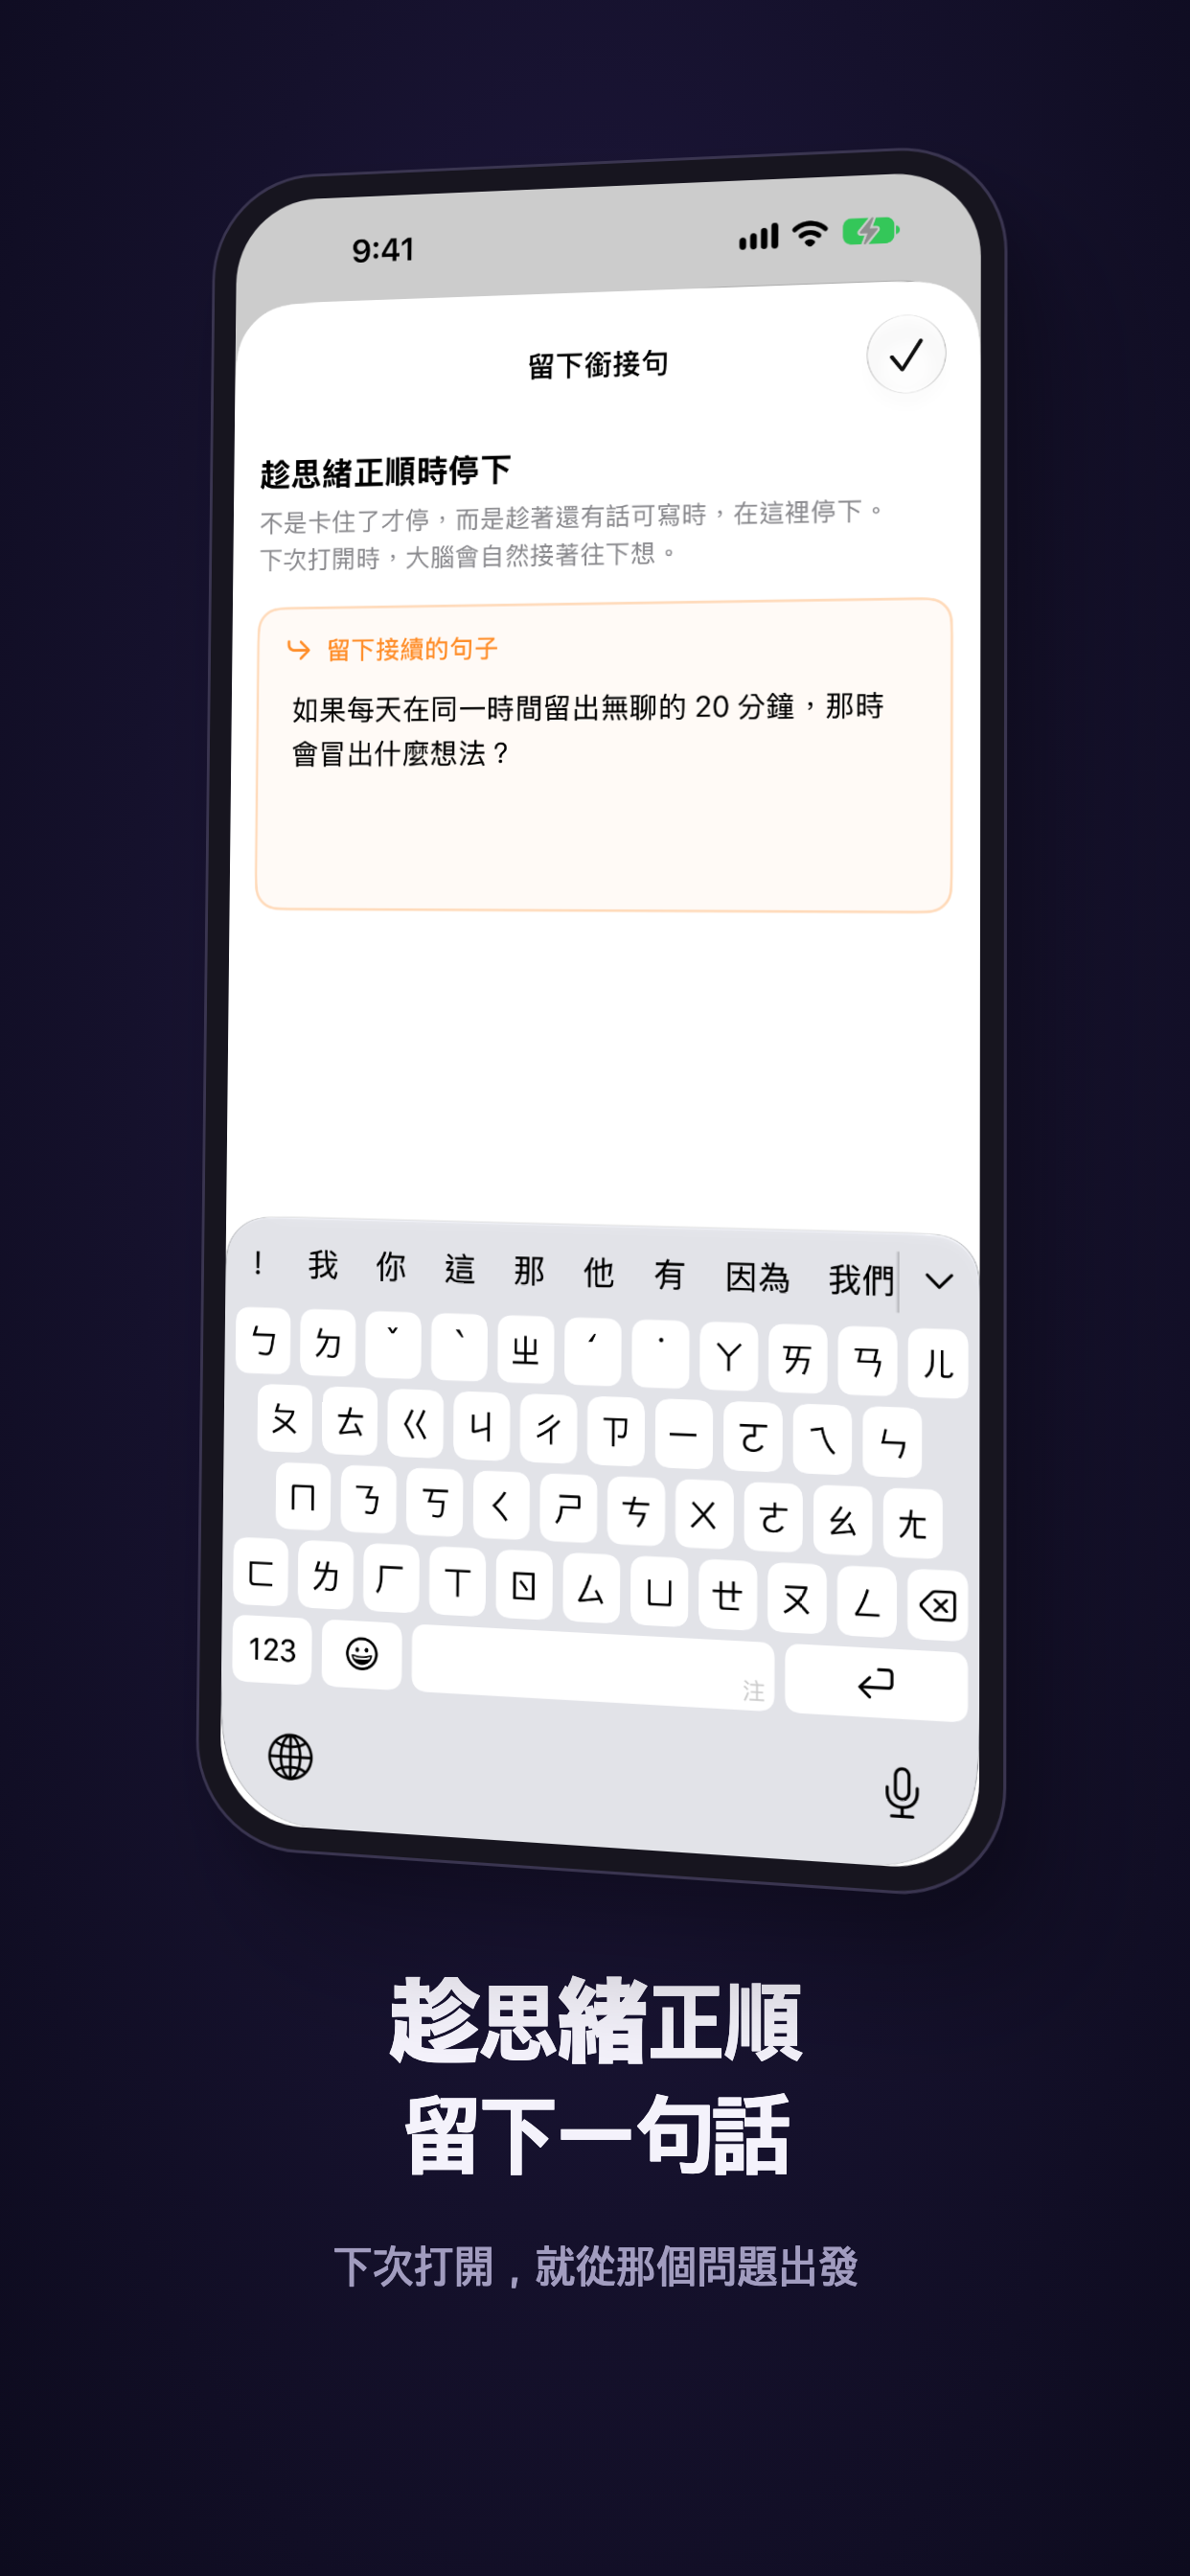 9:41
留下銜接句
趁思緒正順時停下
不是卡住了才停，而是趁著還有話可寫時，在這裡停下。
下次打開時，大腦會自然接著往下想。
留下接續的句子
如果每天在同一時間留出無聊的 20 分鐘，那時
會冒出什麼想法？
！ 我 你 這 那 他 有 因為 我們
ㄅ ㄉ ˇ ˋ ㄓ ˊ ˙ ㄚ ㄞ ㄢ ㄦ
ㄆ ㄊ ㄍ ㄐ ㄔ ㄗ ㄧ ㄛ ㄟ ㄣ
ㄇ ㄋ ㄎ ㄑ ㄕ ㄘ ㄨ ㄜ ㄠ ㄤ
ㄈ ㄌ ㄏ ㄒ ㄖ ㄙ ㄩ ㄝ ㄡ ㄥ
123 注
趁思緒正順
留下一句話
下次打開，就從那個問題出發